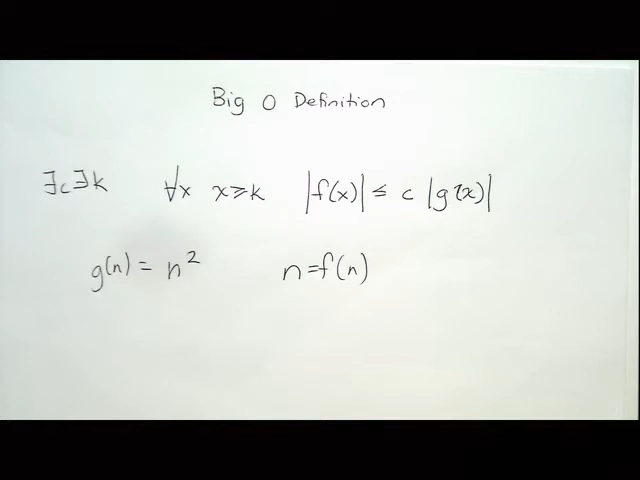 Big O Definition
∃c∃k ∀x x≥k |f(x)| ≤ c |g(x)|
g(n) = n² n=f(n)